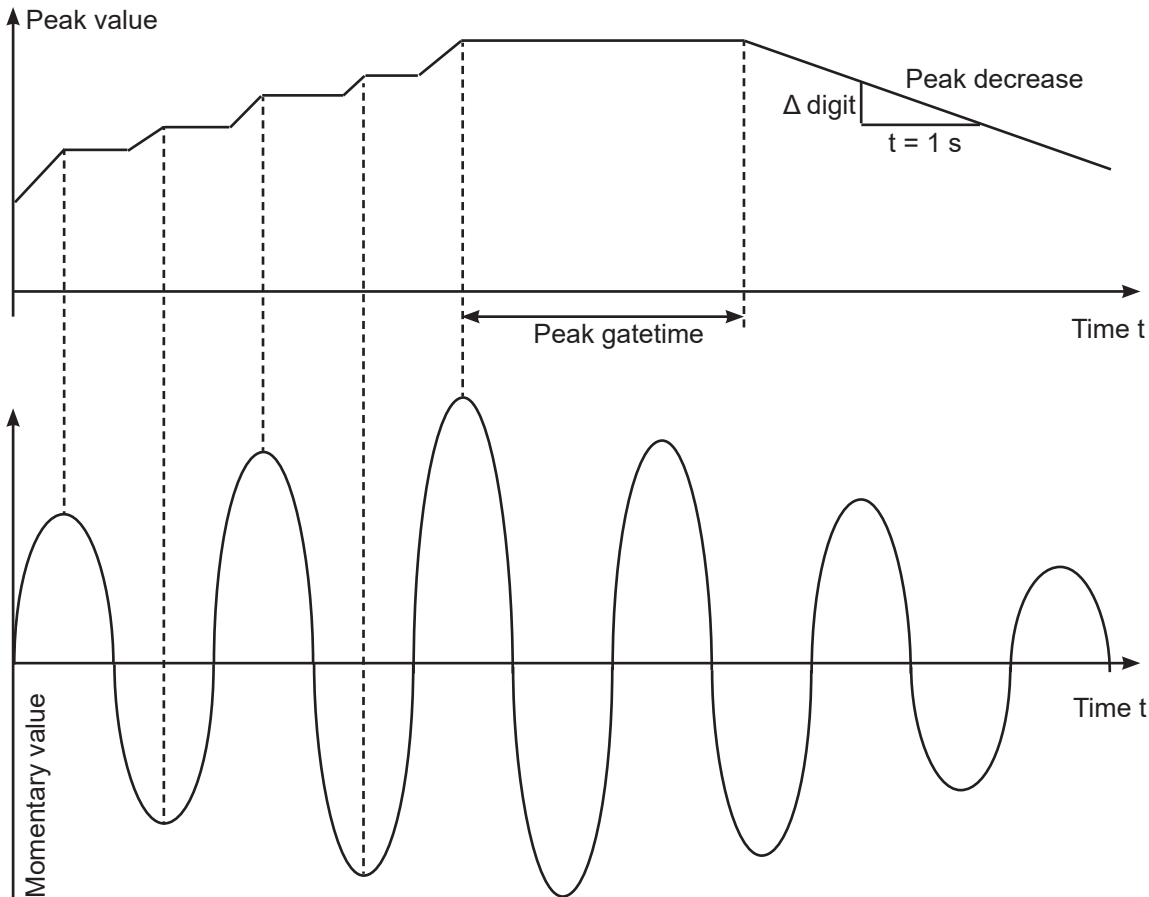 Peak value
Peak decrease
Δ digit
t = 1 s
Time t
Peak gatetime
Time t
Momentary value